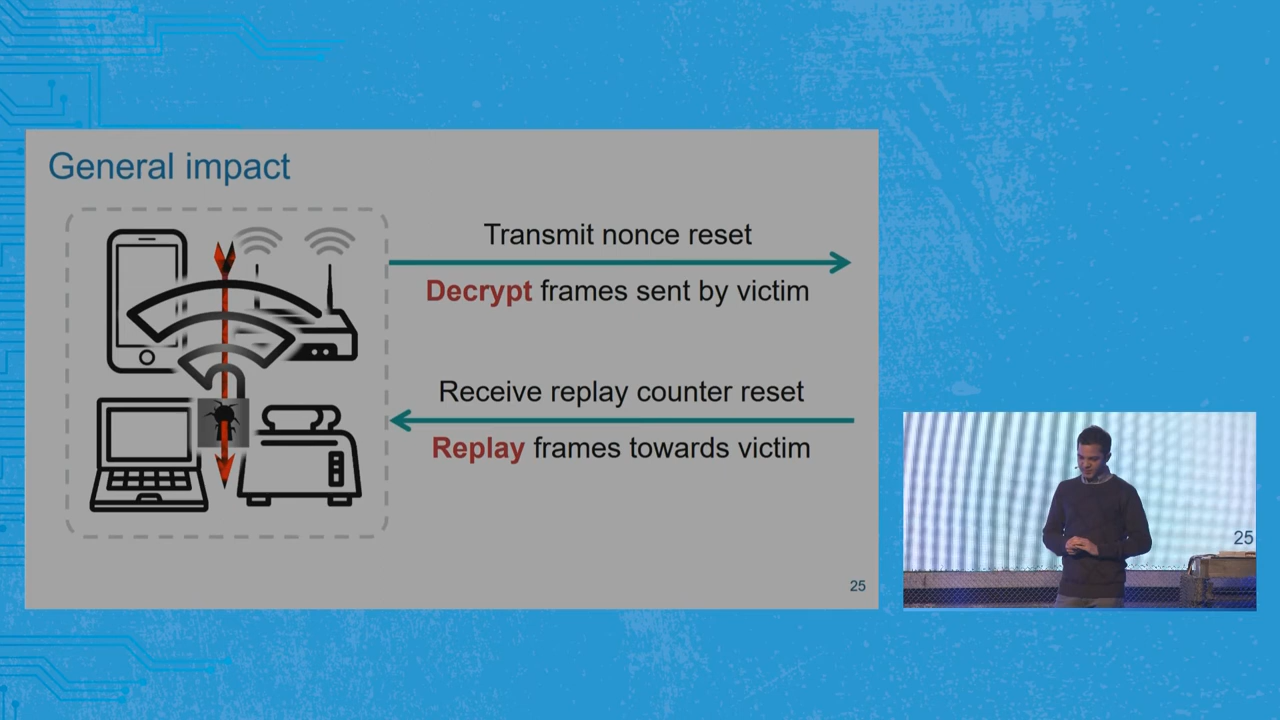 General impact
Transmit nonce reset
Decrypt frames sent by victim
Receive replay counter reset
Replay frames towards victim
25
25